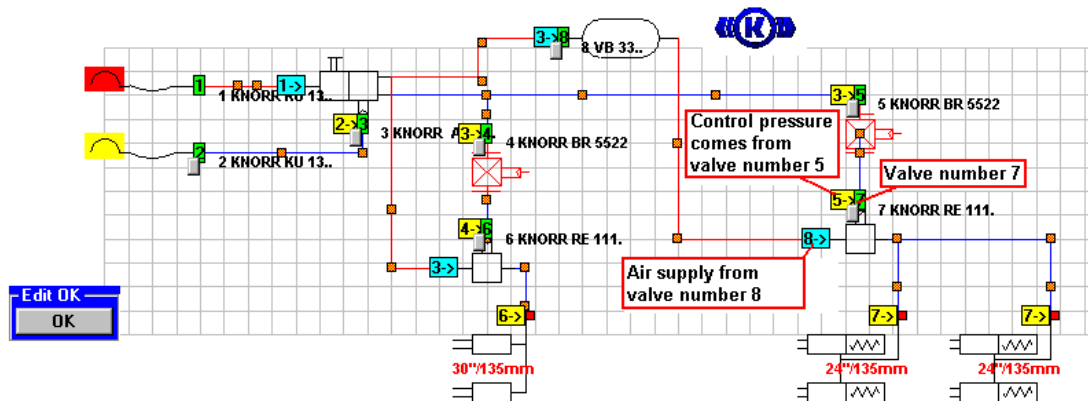 K
3->8
8 VB 33..
1
1->
1 KNORR KU 13..
3->5
5 KNORR BR 5522
2->3
3 KNORR A
3->4
4 KNORR BR 5522
Control pressure
comes from
valve number 5
2
2 KNORR KU 13..
Valve number 7
5->7
7 KNORR RE 111.
4->6
6 KNORR RE 111.
3->
8->
Air supply from
valve number 8
Edit OK
OK
6->
7->
7->
30"/135mm
24"/135mm
24"/135mm